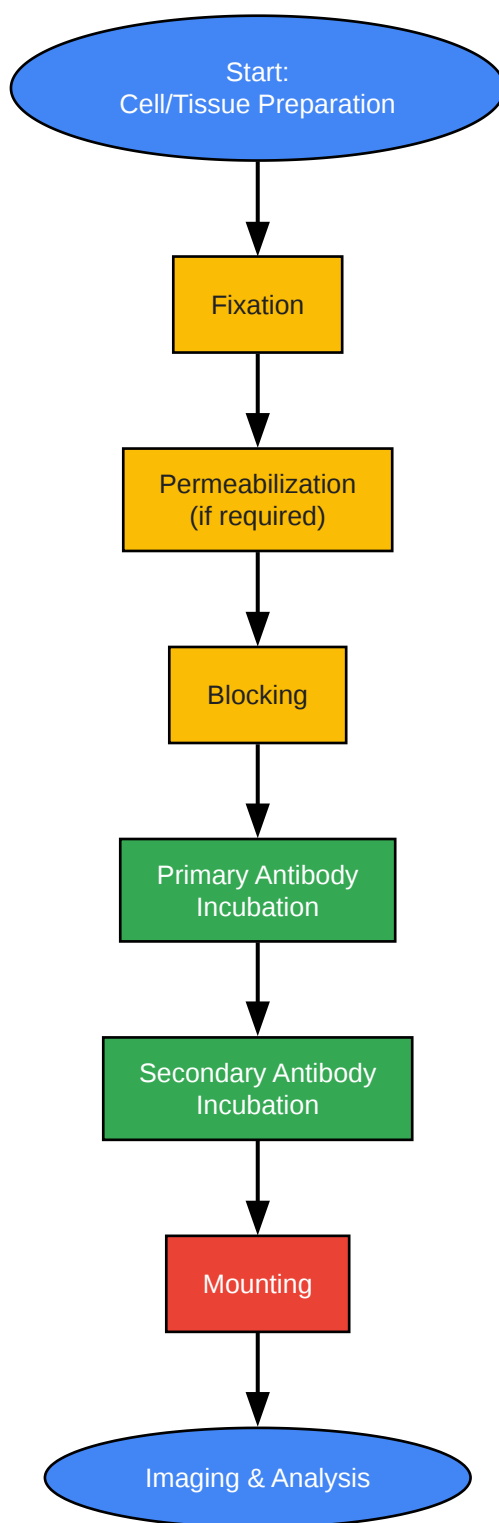 Start:
Cell/Tissue Preparation
Fixation
Permeabilization
(if required)
Blocking
Primary Antibody
Incubation
Secondary Antibody
Incubation
Mounting
Imaging & Analysis